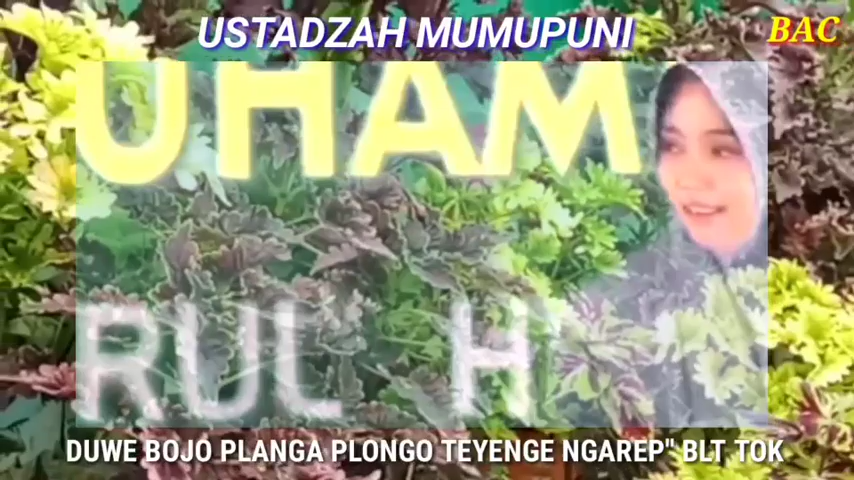 USTADZAH MUMUPUNI
BAC
UHAM
RUL H
DUWE BOJO PLANGA PLONGO TEYENGE NGAREP" BLT TOK